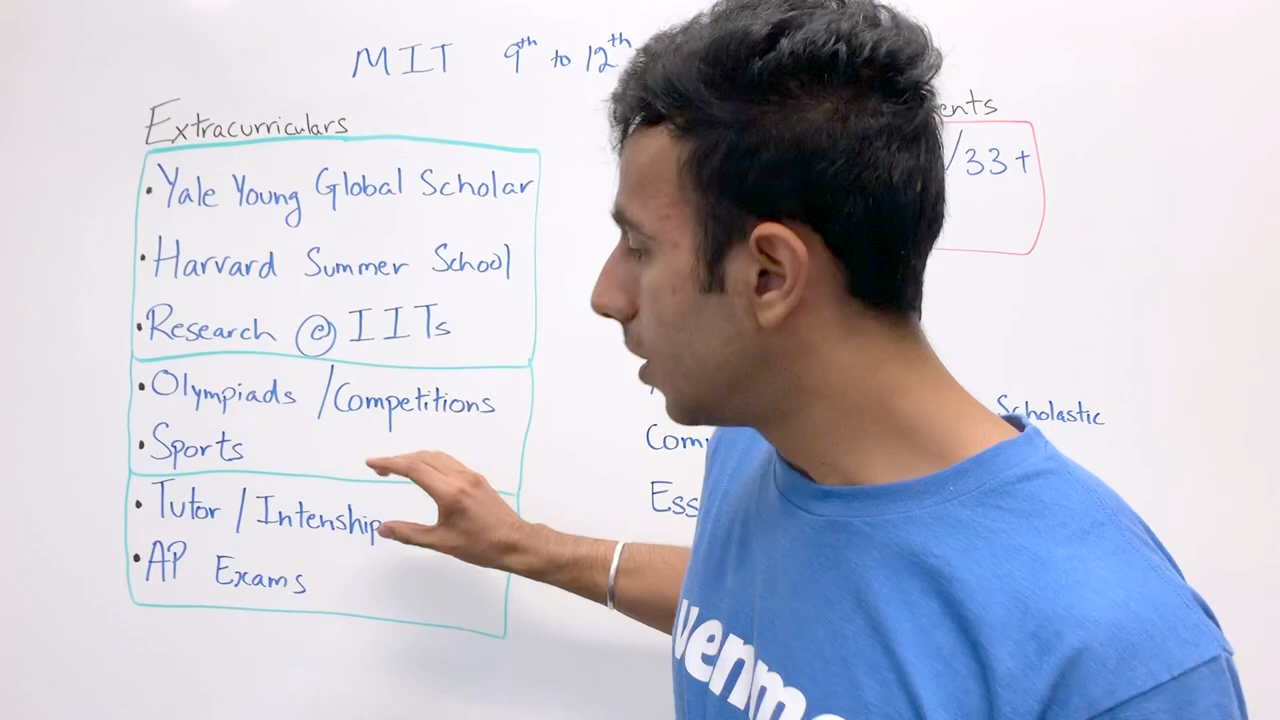 MIT 9th to 12th
Extracurriculars
• Yale Young Global Scholar
• Harvard Summer School
• Research @ IITs
• Olympiads / Competitions
• Sports
• Tutor / Intenship
• AP Exams
ents
/33+
Scholastic
Com
Ess
venmo